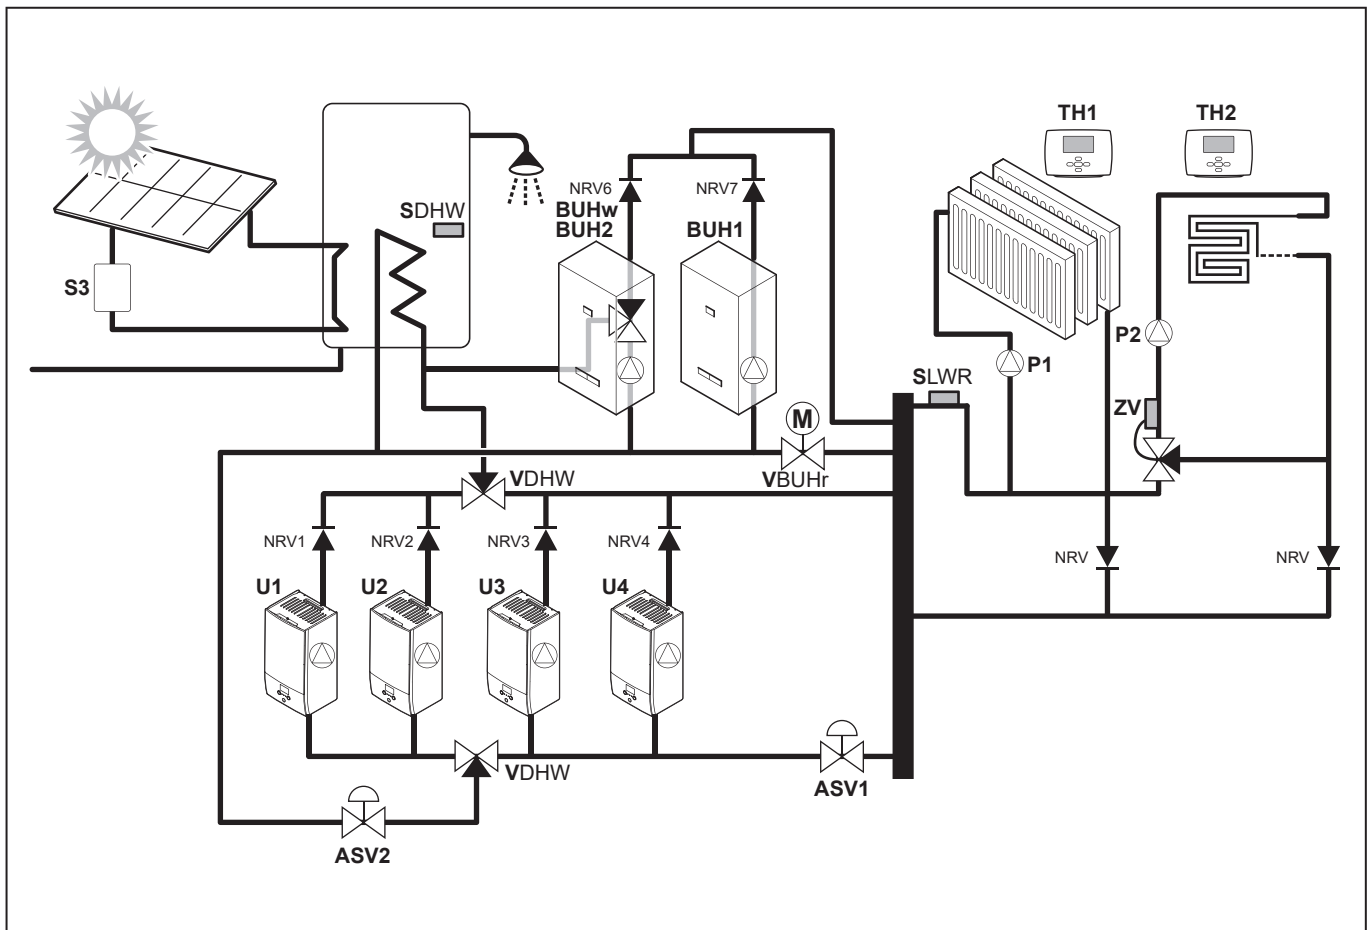 TH1
TH2
NRV6
NRV7
BUHw
BUH2
BUH1
SDHW
S3
P2
P1
SLWR
ZV
M
VDHW
VBUHr
NRV1
NRV2
NRV3
NRV4
NRV
NRV
U1
U2
U3
U4
VDHW
ASV1
ASV2